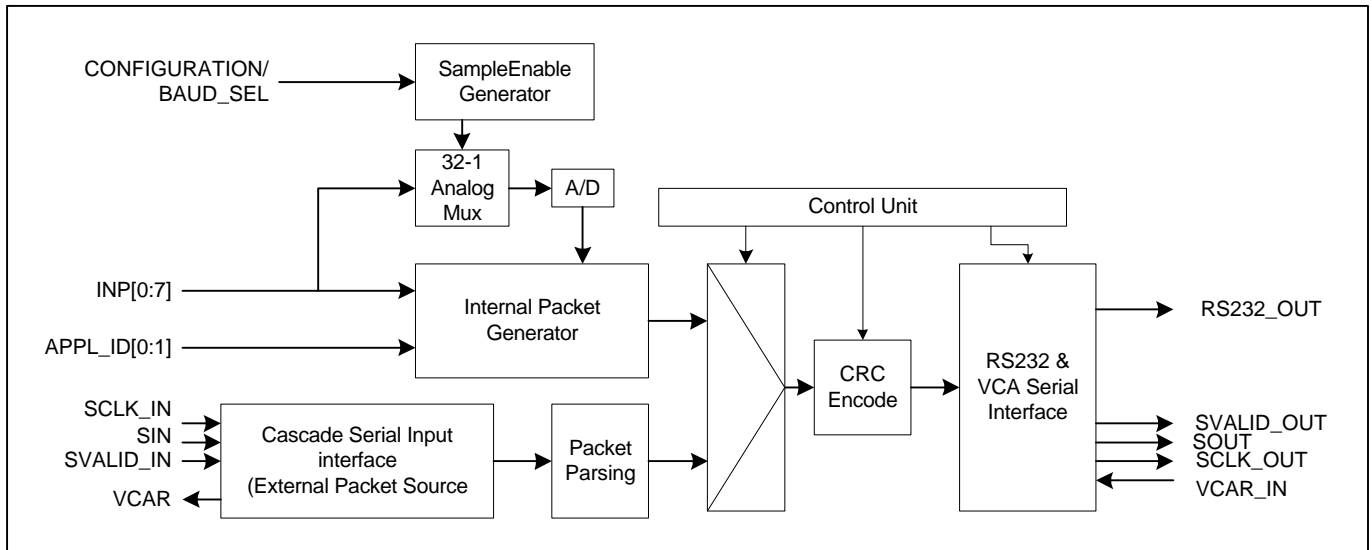 CONFIGURATION/
BAUD_SEL
SampleEnable
Generator
32-1
Analog
Mux
A/D
Control Unit
INP[0:7]
APPL_ID[0:1]
Internal Packet
Generator
CRC
Encode
RS232 &
VCA Serial
Interface
RS232_OUT
SCLK_IN
SIN
SVALID_IN
VCAR
Cascade Serial Input
interface
(External Packet Source
Packet
Parsing
SVALID_OUT
SOUT
SCLK_OUT
VCAR_IN